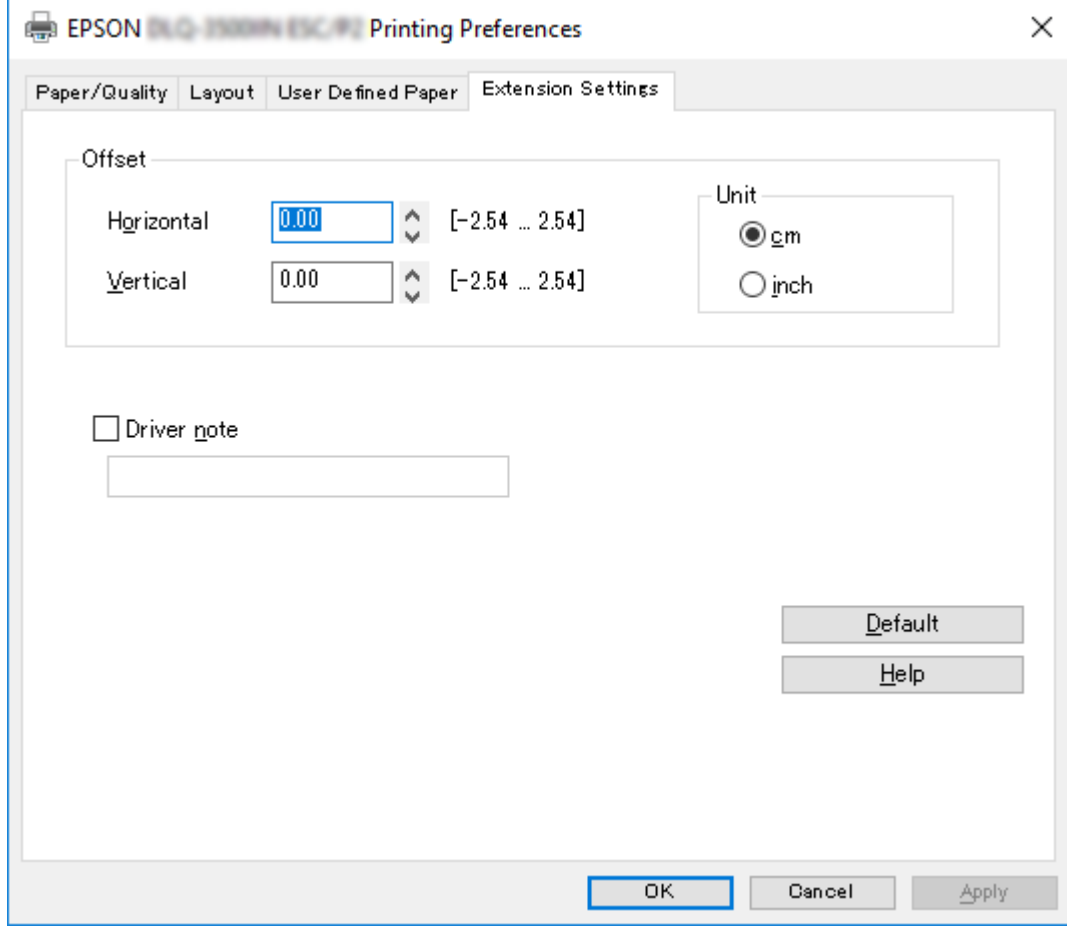 EPSON Printing Preferences
Paper/Quality Layout User Defined Paper Extension Settings
Offset
Horizontal 0.00 [-2.54 ... 2.54]
Vertical 0.00 [-2.54 ... 2.54]
Unit
cm
inch
Driver note
Default
Help
OK Cancel Apply